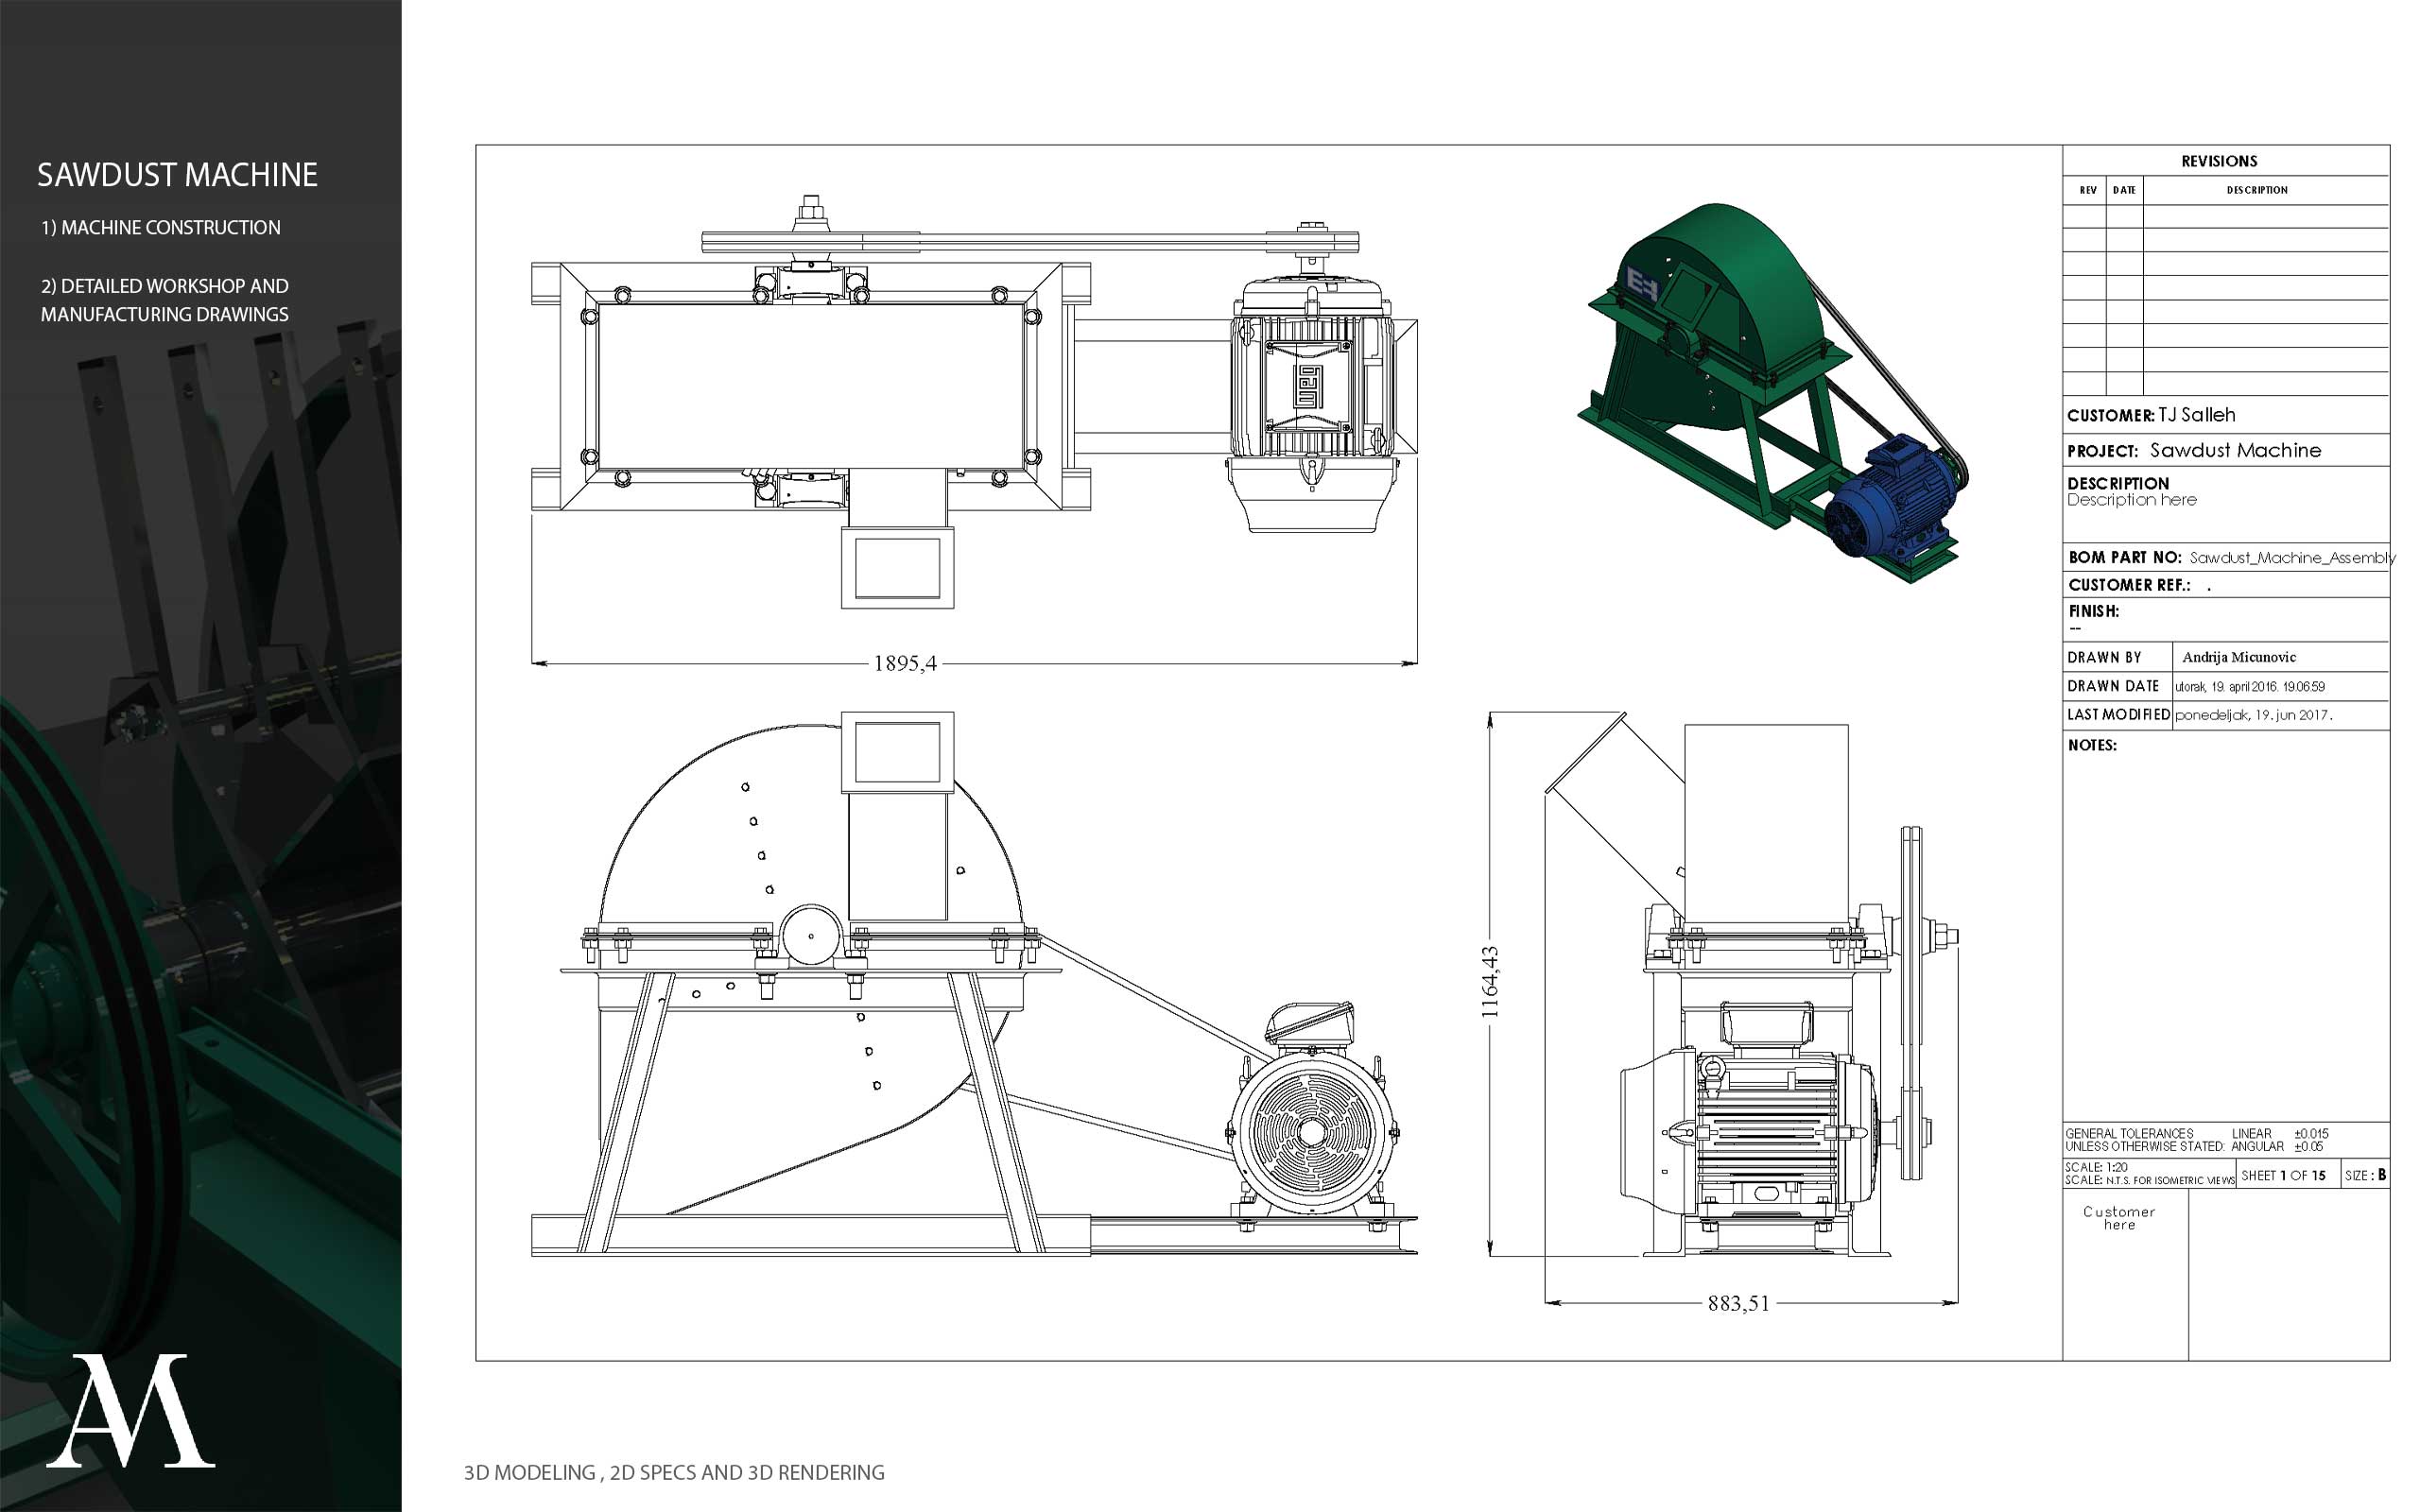 SAWDUST MACHINE
1) MACHINE CONSTRUCTION
2) DETAILED WORKSHOP AND
MANUFACTURING DRAWINGS
AM
weg
1895,4
EH
1164,43
883,51
REVISIONS
REV DATE DESCRIPTION
CUSTOMER: TJ Salleh
PROJECT: Sawdust Machine
DESCRIPTION
Description here
BOM PART NO: Sawdust_Machine_Assembly
CUSTOMER REF.: .
FINISH:
--
DRAWN BY Andrija Micunovic
DRAWN DATE utorak, 19. april 2016. 19.06.59
LAST MODIFIED ponedeljak, 19. jun 2017.
NOTES:
GENERAL TOLERANCES LINEAR ±0.015
UNLESS OTHERWISE STATED: ANGULAR ±0.05
SCALE: 1:20
SCALE: N.T.S. FOR ISOMETRIC VIEWS SHEET 1 OF 15 SIZE : B
Customer
here
3D MODELING , 2D SPECS AND 3D RENDERING